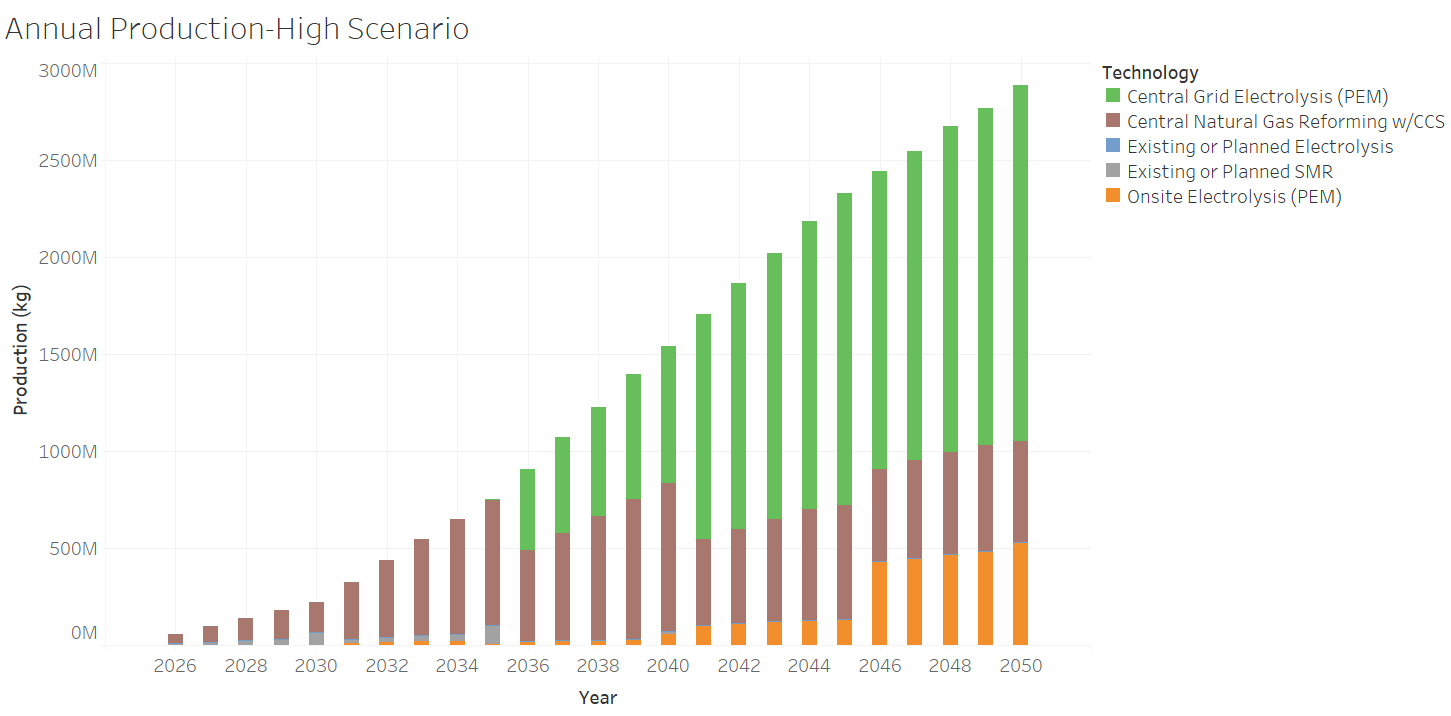 Annual Production-High Scenario
3000M
2500M
2000M
1500M
1000M
500M
0M
Production (kg)
2026 2028 2030 2032 2034 2036 2038 2040 2042 2044 2046 2048 2050
Year
Technology
Central Grid Electrolysis (PEM)
Central Natural Gas Reforming w/CCS
Existing or Planned Electrolysis
Existing or Planned SMR
Onsite Electrolysis (PEM)